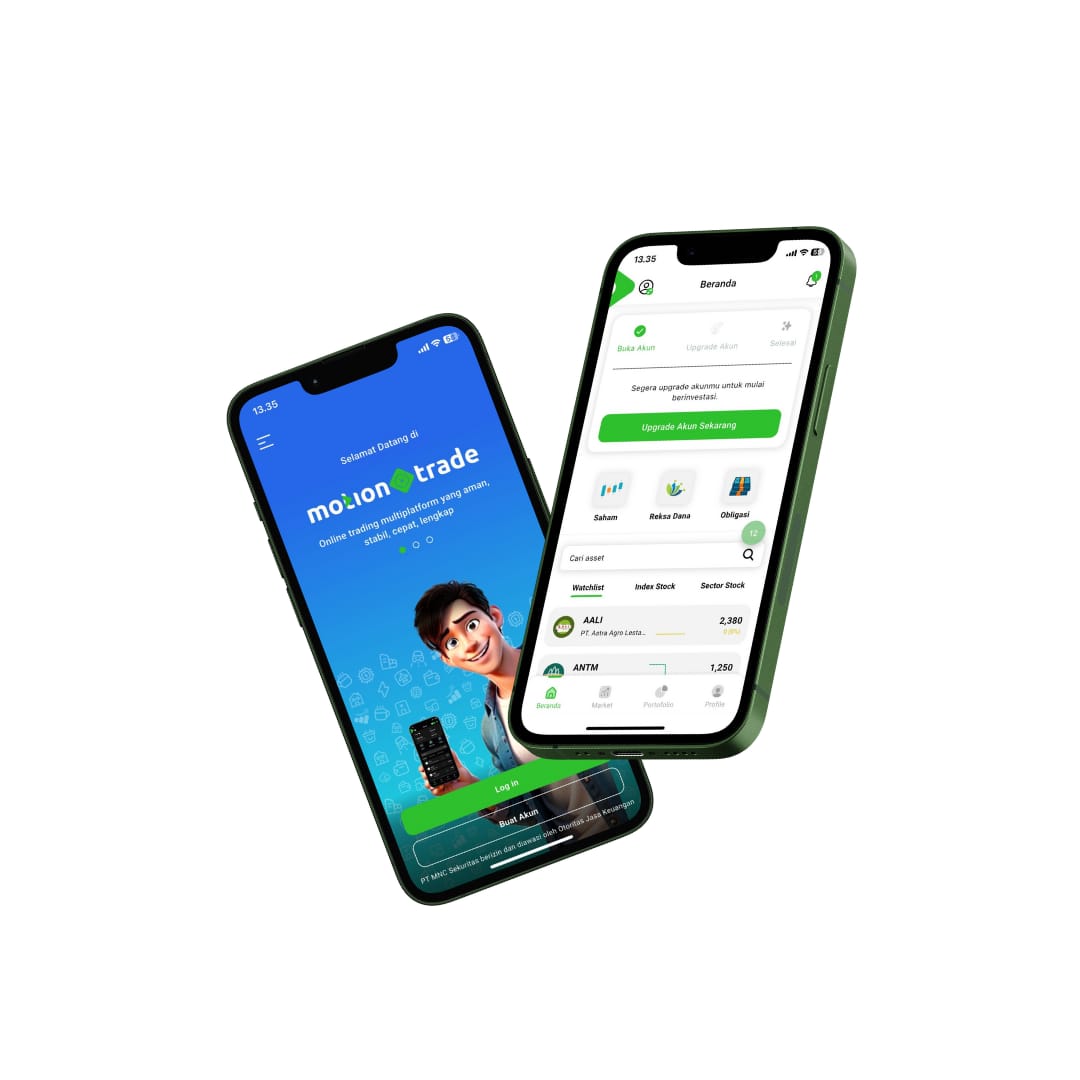 13.35
Selamat Datang di
motion trade
Online trading multiplatform yang aman,
stabil, cepat, lengkap
Log In
Buat Akun
PT MNC Sekuritas berizin dan diawasi oleh Otoritas Jasa Keuangan
13.35
Beranda
1
Buka Akun
Upgrade Akun
Selesai
Segera upgrade akunmu untuk mulai
berinvestasi.
Upgrade Akun Sekarang
Saham
Reksa Dana
Obligasi
12
Cari asset
Watchlist
Index Stock
Sector Stock
AALI
2,380
PT. Astra Agro Lesta...
0 (0%)
ANTM
1,250
Beranda
Market
Portofolio
Profile